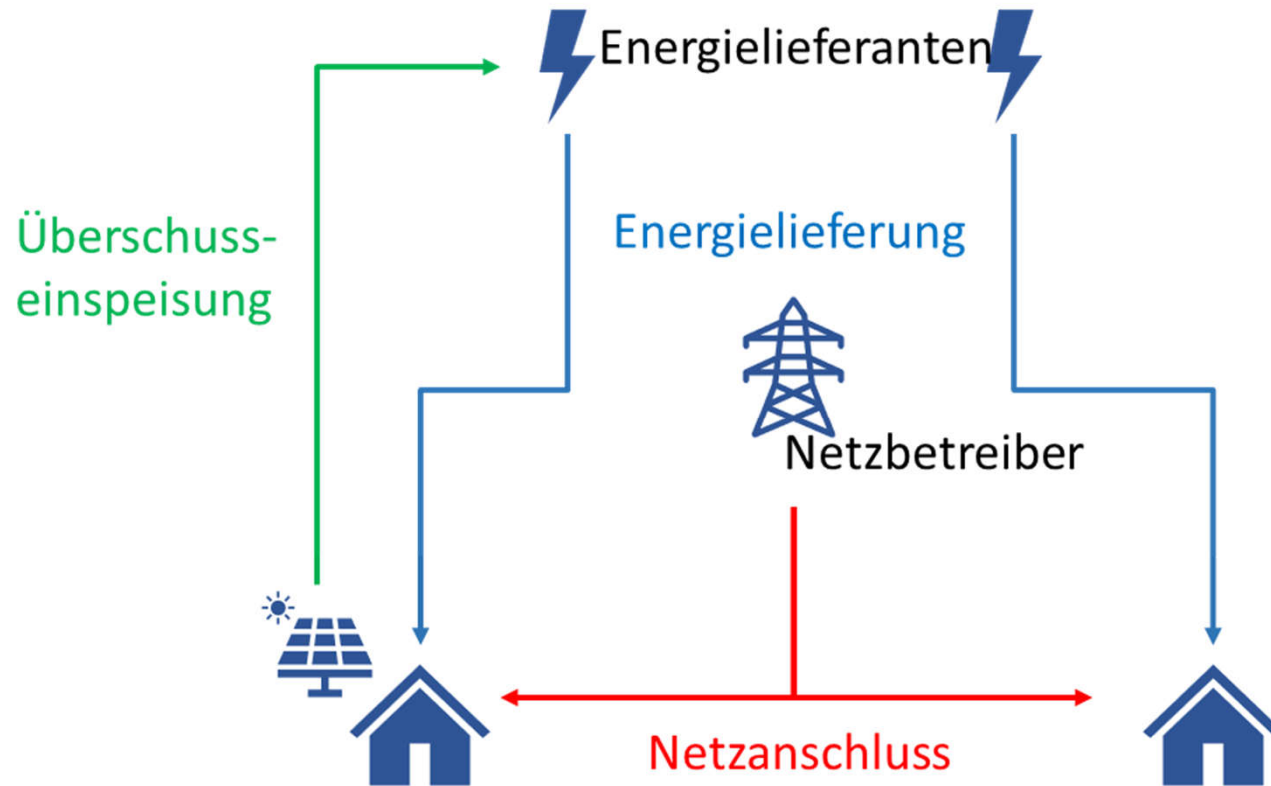 Energielieferanten
Überschuss-
einspeisung
Energielieferung
Netzbetreiber
Netzanschluss